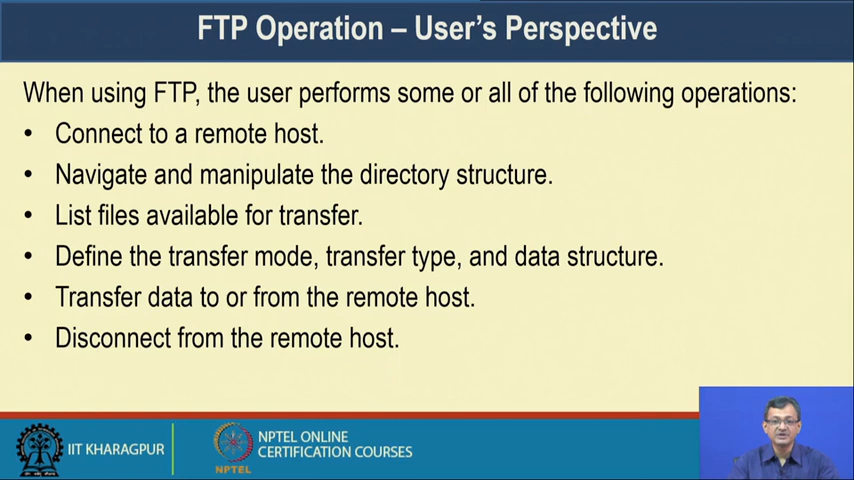 FTP Operation – User's Perspective
When using FTP, the user performs some or all of the following operations:
• Connect to a remote host.
• Navigate and manipulate the directory structure.
• List files available for transfer.
• Define the transfer mode, transfer type, and data structure.
• Transfer data to or from the remote host.
• Disconnect from the remote host.
IIT KHARAGPUR
NPTEL
NPTEL ONLINE
CERTIFICATION COURSES